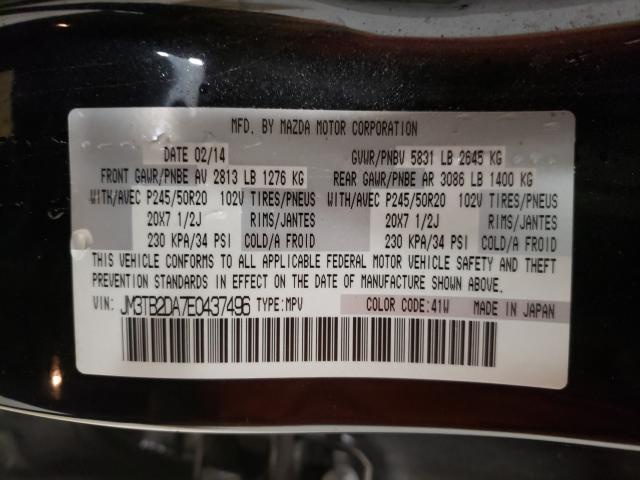 MFD. BY MAZDA MOTOR CORPORATION
DATE 02/14 GVWR/PNBV 5831 LB 2645 KG
FRONT GAWR/PNBE AV 2813 LB 1276 KG REAR GAWR/PNBE AR 3086 LB 1400 KG
WITH/AVEC P245/50R20 102V TIRES/PNEUS WITH/AVEC P245/50R20 102V TIRES/PNEUS
20X7 1/2J RIMS/JANTES 20X7 1/2J RIMS/JANTES
230 KPA/34 PSI COLD/A FROID 230 KPA/34 PSI COLD/A FROID
THIS VEHICLE CONFORMS TO ALL APPLICABLE FEDERAL MOTOR VEHICLE SAFETY AND THEFT
PREVENTION STANDARDS IN EFFECT ON THE DATE OF MANUFACTURE SHOWN ABOVE.
VIN: JM3TB2DA7E0437496 TYPE: MPV COLOR CODE: 41W MADE IN JAPAN